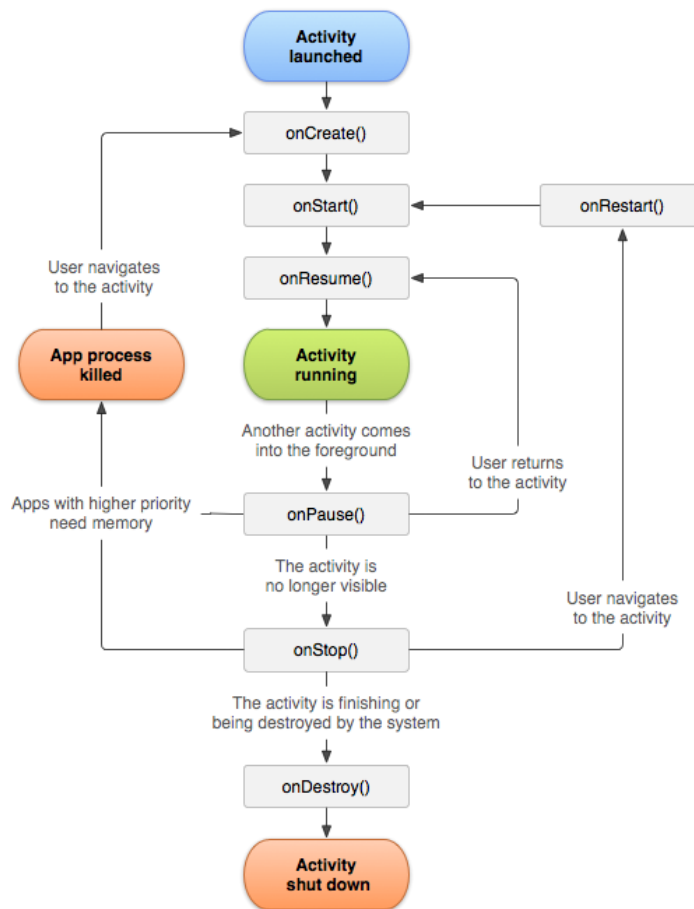 Activity
launched
onCreate()
onStart()
onRestart()
User navigates
to the activity
onResume()
App process
killed
Activity
running
Another activity comes
into the foreground
User returns
to the activity
Apps with higher priority
need memory
onPause()
The activity is
no longer visible
User navigates
to the activity
onStop()
The activity is finishing or
being destroyed by the system
onDestroy()
Activity
shut down